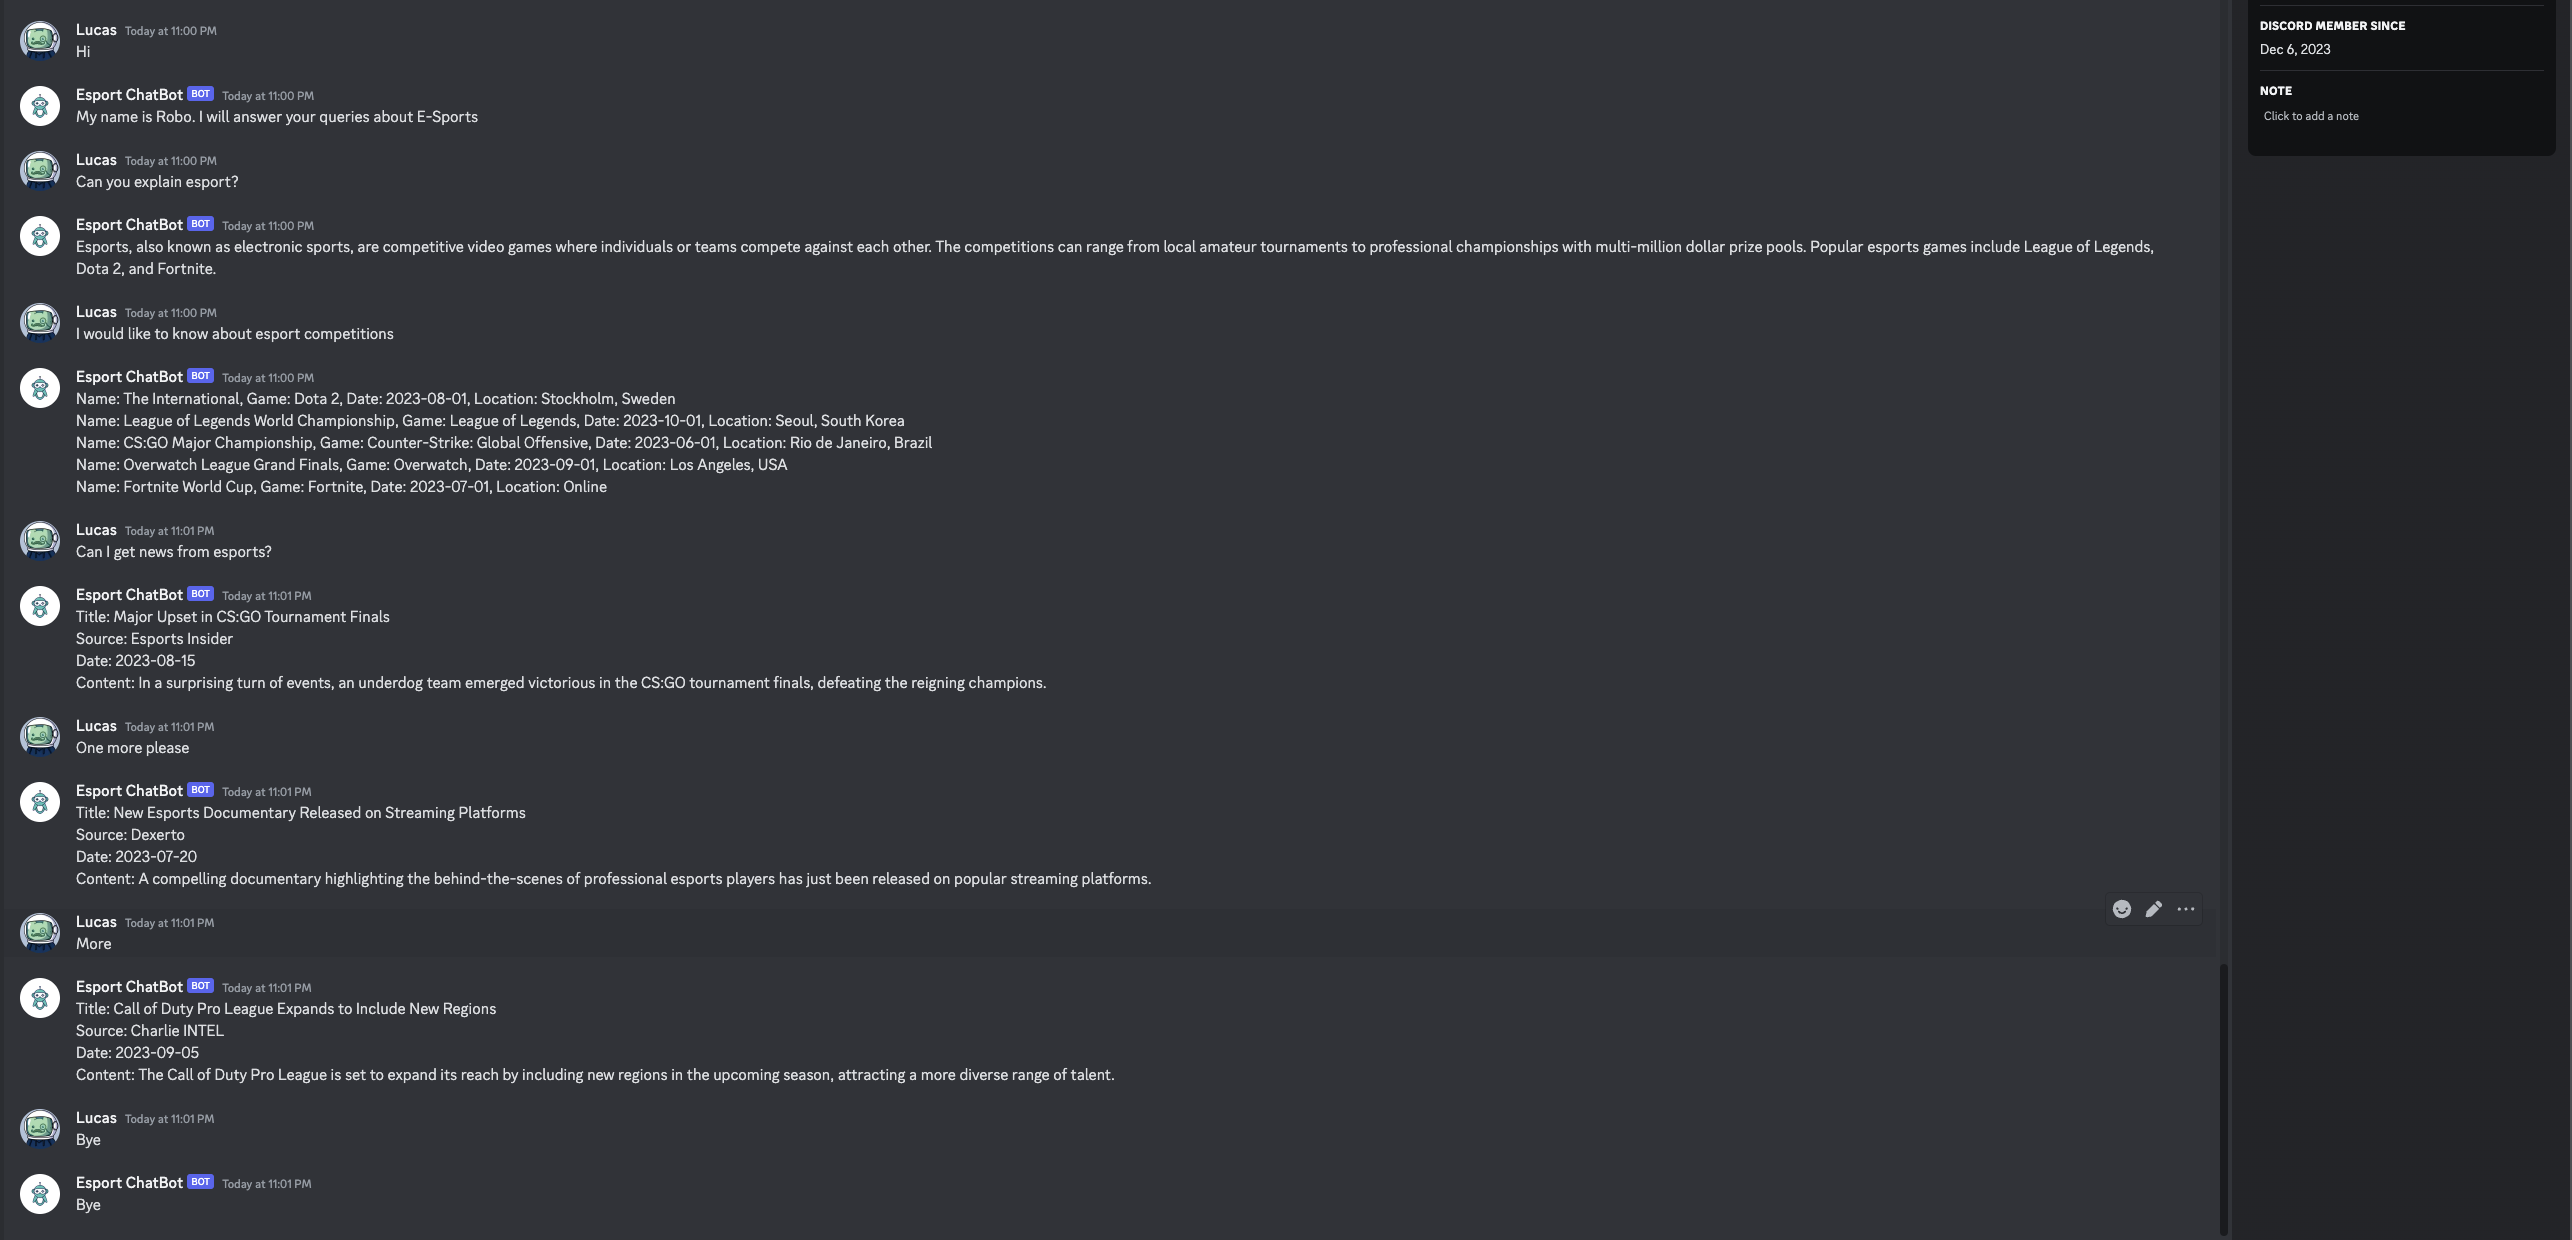 Lucas Today at 11:00 PM
Hi
Esport ChatBot BOT Today at 11:00 PM
My name is Robo. I will answer your queries about E-Sports
Lucas Today at 11:00 PM
Can you explain esport?
Esport ChatBot BOT Today at 11:00 PM
Esports, also known as electronic sports, are competitive video games where individuals or teams compete against each other. The competitions can range from local amateur tournaments to professional championships with multi-million dollar prize pools. Popular esports games include League of Legends,
Dota 2, and Fortnite.
Lucas Today at 11:00 PM
I would like to know about esport competitions
Esport ChatBot BOT Today at 11:00 PM
Name: The International, Game: Dota 2, Date: 2023-08-01, Location: Stockholm, Sweden
Name: League of Legends World Championship, Game: League of Legends, Date: 2023-10-01, Location: Seoul, South Korea
Name: CS:GO Major Championship, Game: Counter-Strike: Global Offensive, Date: 2023-06-01, Location: Rio de Janeiro, Brazil
Name: Overwatch League Grand Finals, Game: Overwatch, Date: 2023-09-01, Location: Los Angeles, USA
Name: Fortnite World Cup, Game: Fortnite, Date: 2023-07-01, Location: Online
Lucas Today at 11:01 PM
Can I get news from esports?
Esport ChatBot BOT Today at 11:01 PM
Title: Major Upset in CS:GO Tournament Finals
Source: Esports Insider
Date: 2023-08-15
Content: In a surprising turn of events, an underdog team emerged victorious in the CS:GO tournament finals, defeating the reigning champions.
Lucas Today at 11:01 PM
One more please
Esport ChatBot BOT Today at 11:01 PM
Title: New Esports Documentary Released on Streaming Platforms
Source: Dexerto
Date: 2023-07-20
Content: A compelling documentary highlighting the behind-the-scenes of professional esports players has just been released on popular streaming platforms.
Lucas Today at 11:01 PM
More
Esport ChatBot BOT Today at 11:01 PM
Title: Call of Duty Pro League Expands to Include New Regions
Source: Charlie INTEL
Date: 2023-09-05
Content: The Call of Duty Pro League is set to expand its reach by including new regions in the upcoming season, attracting a more diverse range of talent.
Lucas Today at 11:01 PM
Bye
Esport ChatBot BOT Today at 11:01 PM
Bye
DISCORD MEMBER SINCE
Dec 6, 2023
NOTE
Click to add a note